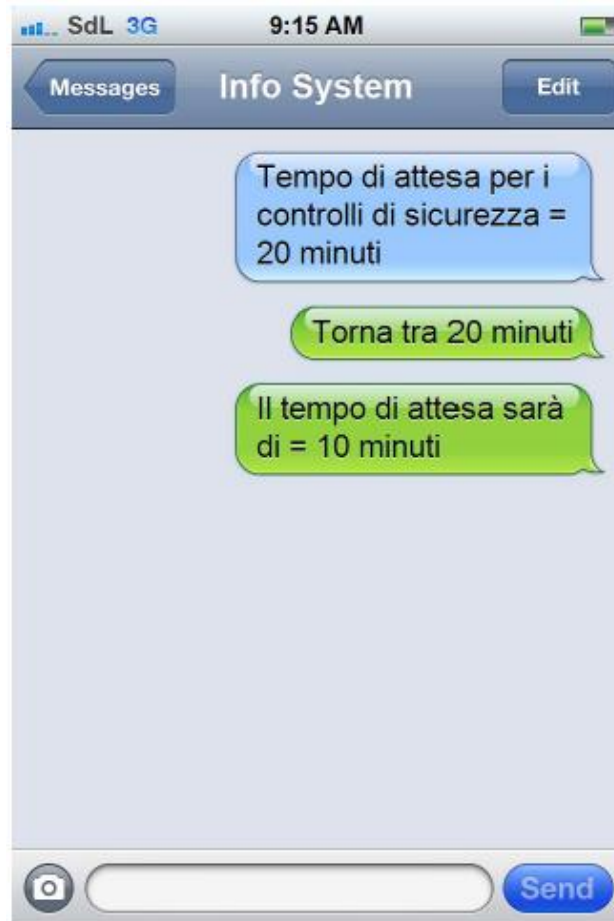 SdL 3G 9:15 AM
Messages Info System Edit
Tempo di attesa per i
controlli di sicurezza =
20 minuti
Torna tra 20 minuti
Il tempo di attesa sarà
di = 10 minuti
Send